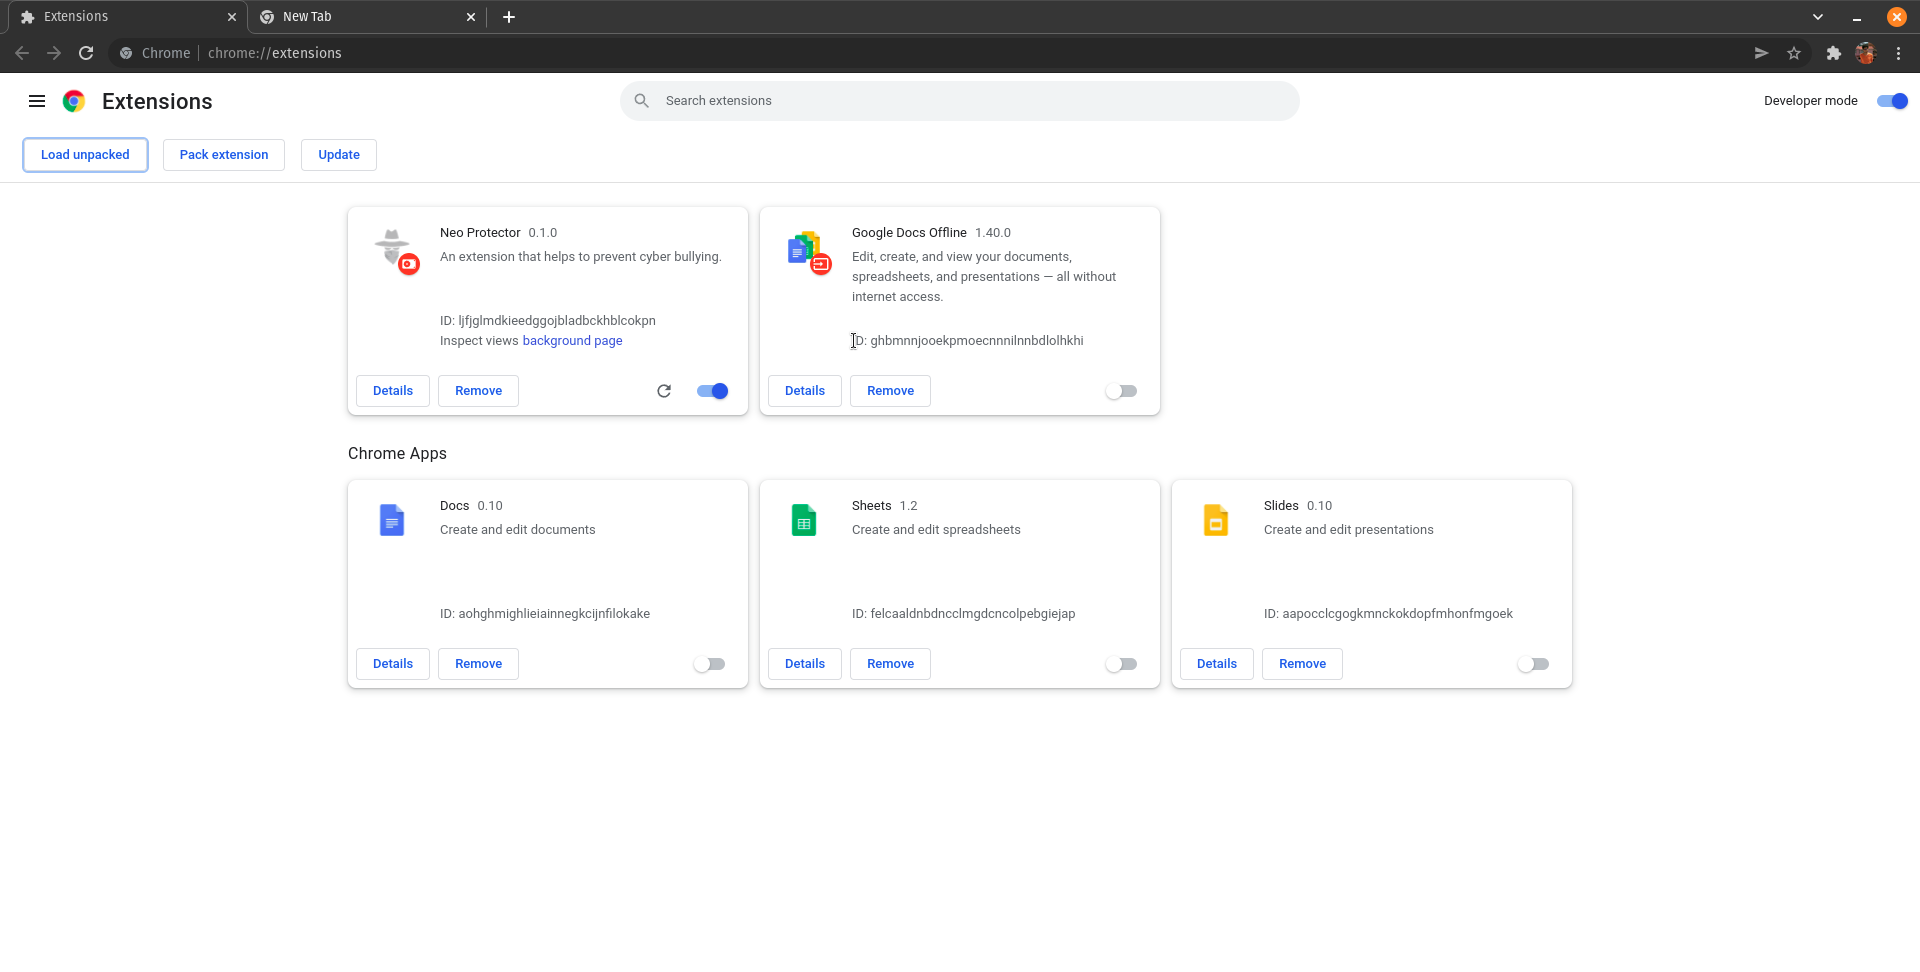 Extensions
New Tab
Chrome
chrome://extensions
Extensions
Search extensions
Developer mode
Load unpacked
Pack extension
Update
Neo Protector 0.1.0
An extension that helps to prevent cyber bullying.
ID: ljfjglmdkieedggojbladbckhblcokpn
Inspect views background page
Details
Remove
Google Docs Offline 1.40.0
Edit, create, and view your documents,
spreadsheets, and presentations — all without
internet access.
ID: ghbmnnjooekpmoecnnnilnnbdlolhkhi
Details
Remove
Chrome Apps
Docs 0.10
Create and edit documents
ID: aohghmighlieiainnegkcijnfilokake
Details
Remove
Sheets 1.2
Create and edit spreadsheets
ID: felcaaldnbdncclmgdcncolpebgiejap
Details
Remove
Slides 0.10
Create and edit presentations
ID: aapocclcgogkmnckokdopfmhonfmgoek
Details
Remove